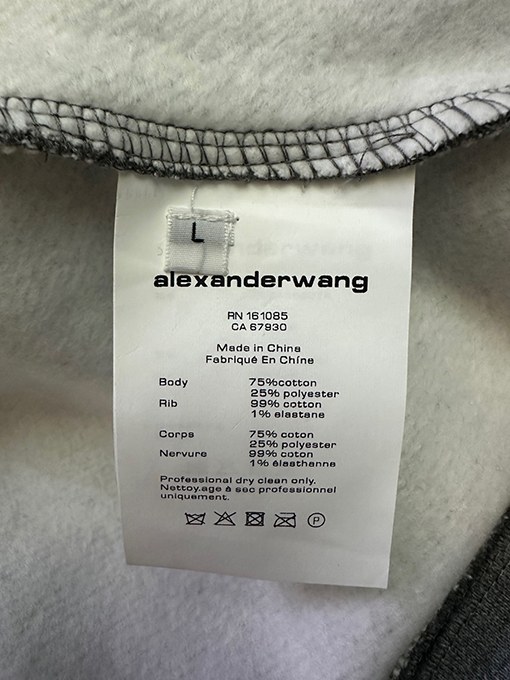 L
alexanderwang
RN 161085
CA 67930
Made in China
Fabriqué En Chine
Body 75%cotton
25% polyester
Rib 99% cotton
1% elastane
Corps 75% coton
25% polyester
Nervure 99% coton
1% élasthanne
Professional dry clean only.
Nettoy.age à sec professionnel
uniquement.
P